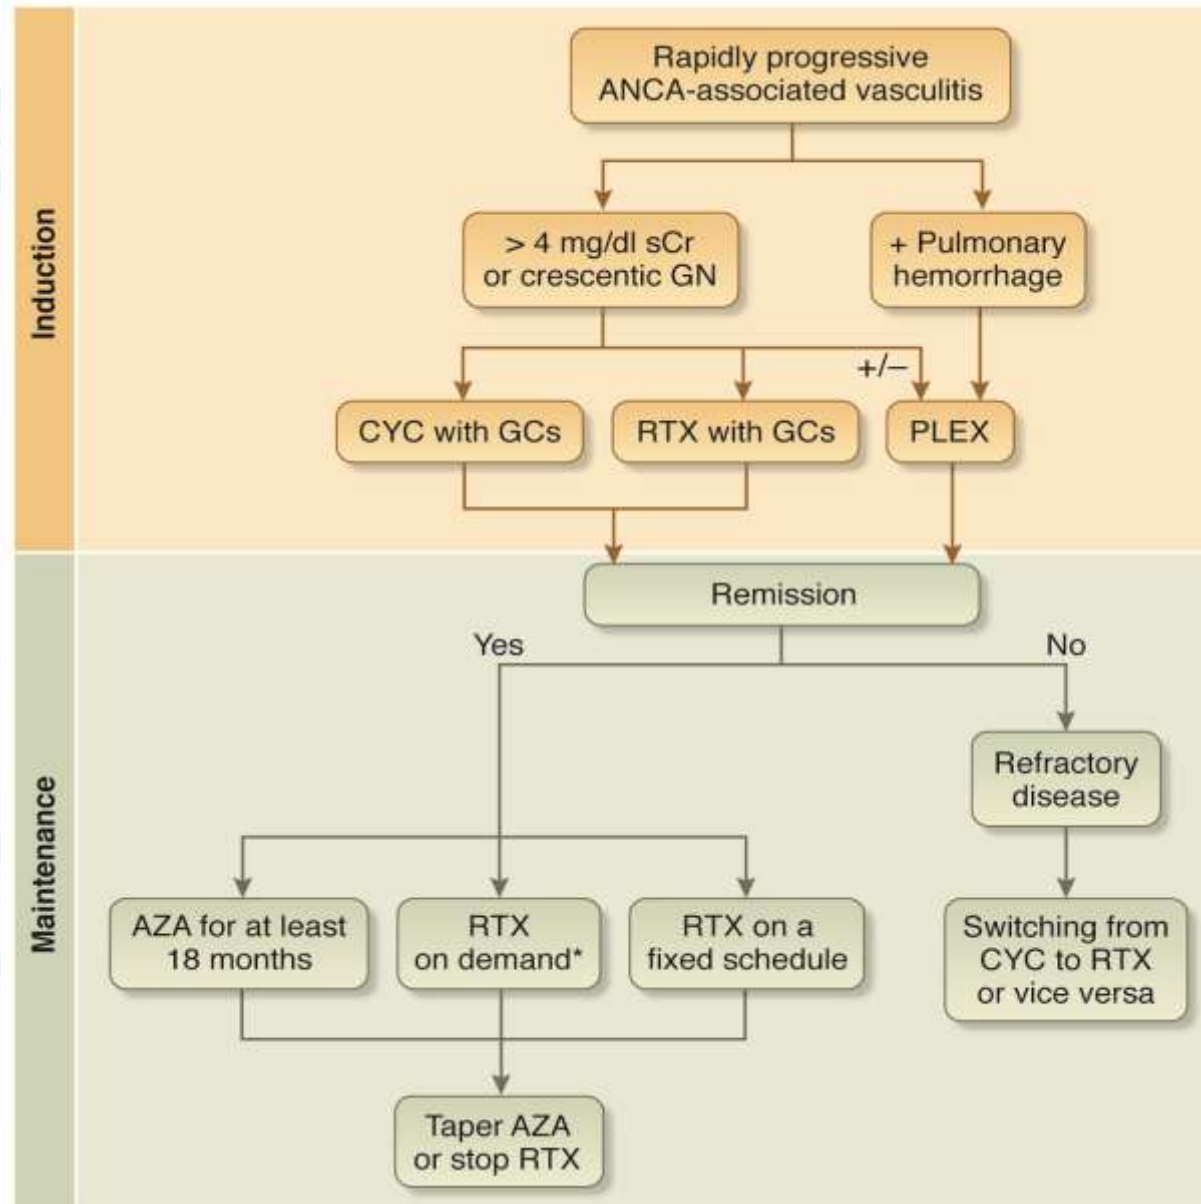 Induction
Rapidly progressive
ANCA-associated vasculitis
> 4 mg/dl sCr
or crescentic GN
+ Pulmonary
hemorrhage
+/–
CYC with GCs
RTX with GCs
PLEX
Maintenance
Remission
Yes
No
Refractory
disease
AZA for at least
18 months
RTX
on demand*
RTX on a
fixed schedule
Switching from
CYC to RTX
or vice versa
Taper AZA
or stop RTX